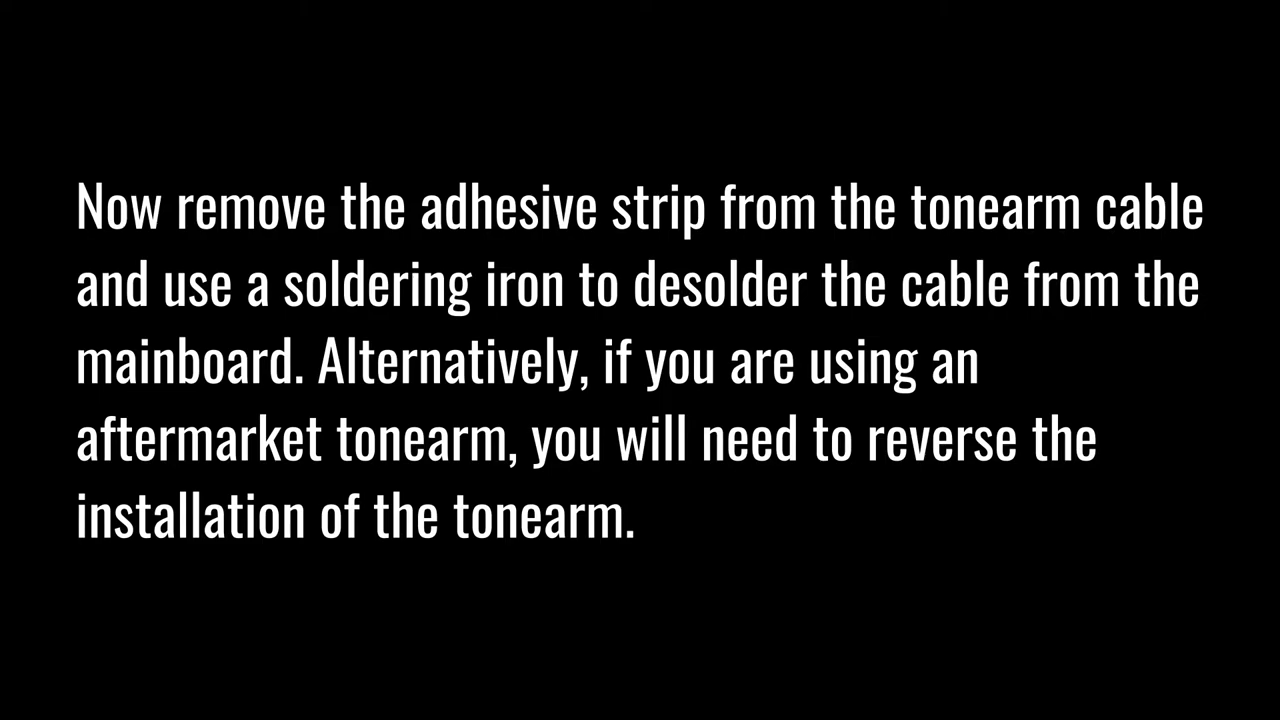 Now remove the adhesive strip from the tonearm cable
and use a soldering iron to desolder the cable from the
mainboard. Alternatively, if you are using an
aftermarket tonearm, you will need to reverse the
installation of the tonearm.